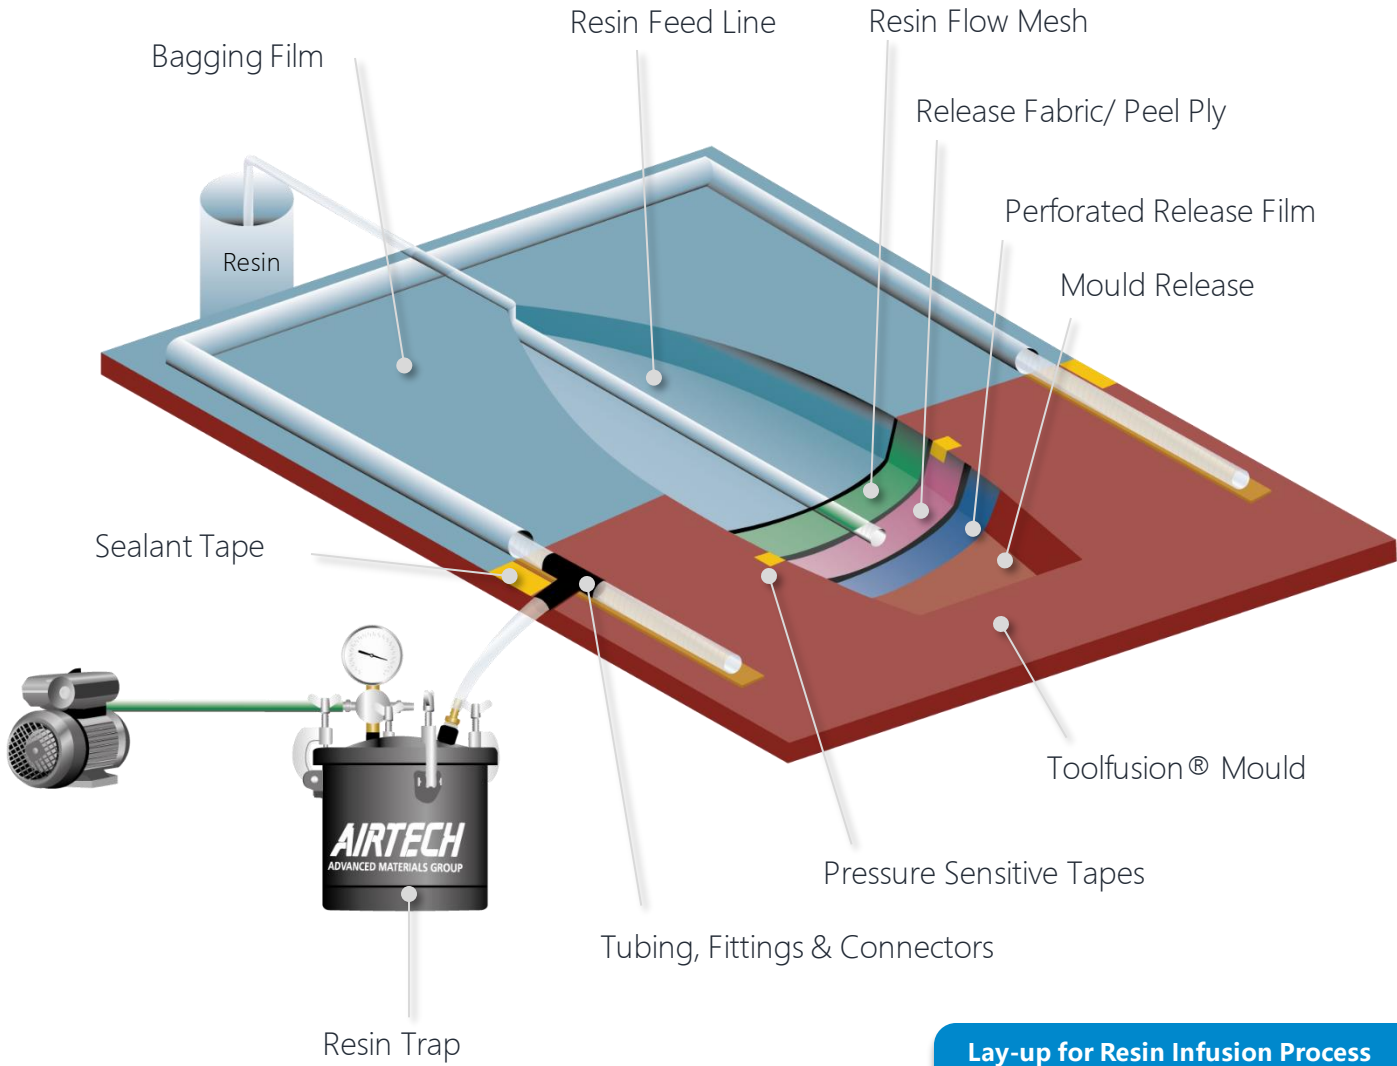 Resin Feed Line
Resin Flow Mesh
Bagging Film
Release Fabric/ Peel Ply
Perforated Release Film
Resin
Mould Release
Sealant Tape
Toolfusion® Mould
AIRTECH
ADVANCED MATERIALS GROUP
Pressure Sensitive Tapes
Tubing, Fittings & Connectors
Resin Trap
Lay-up for Resin Infusion Process